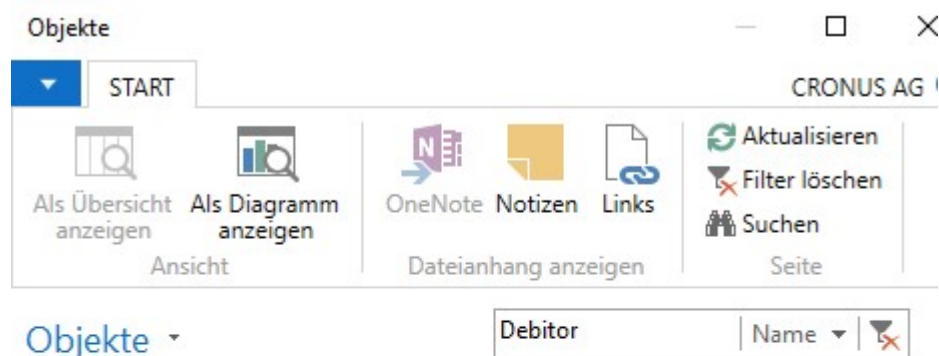 Objekte
START
CRONUS AG
Als Übersicht
anzeigen
Als Diagramm
anzeigen
Ansicht
OneNote
Notizen
Links
Dateianhang anzeigen
Aktualisieren
Filter löschen
Suchen
Seite
Objekte
Debitor
Name